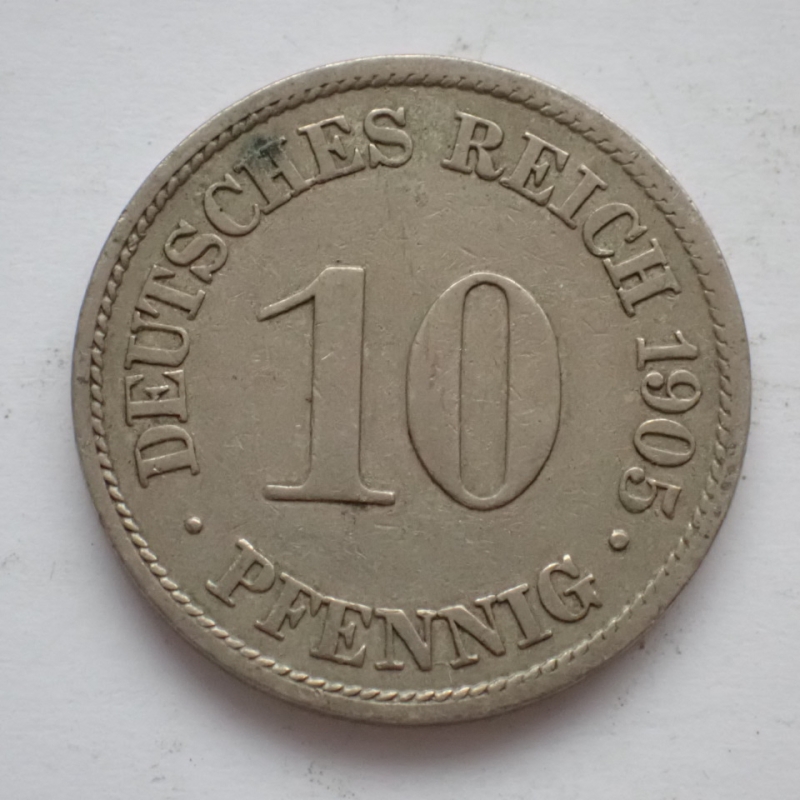 DEUTSCHES REICH 1905
10
• PFENNIG •